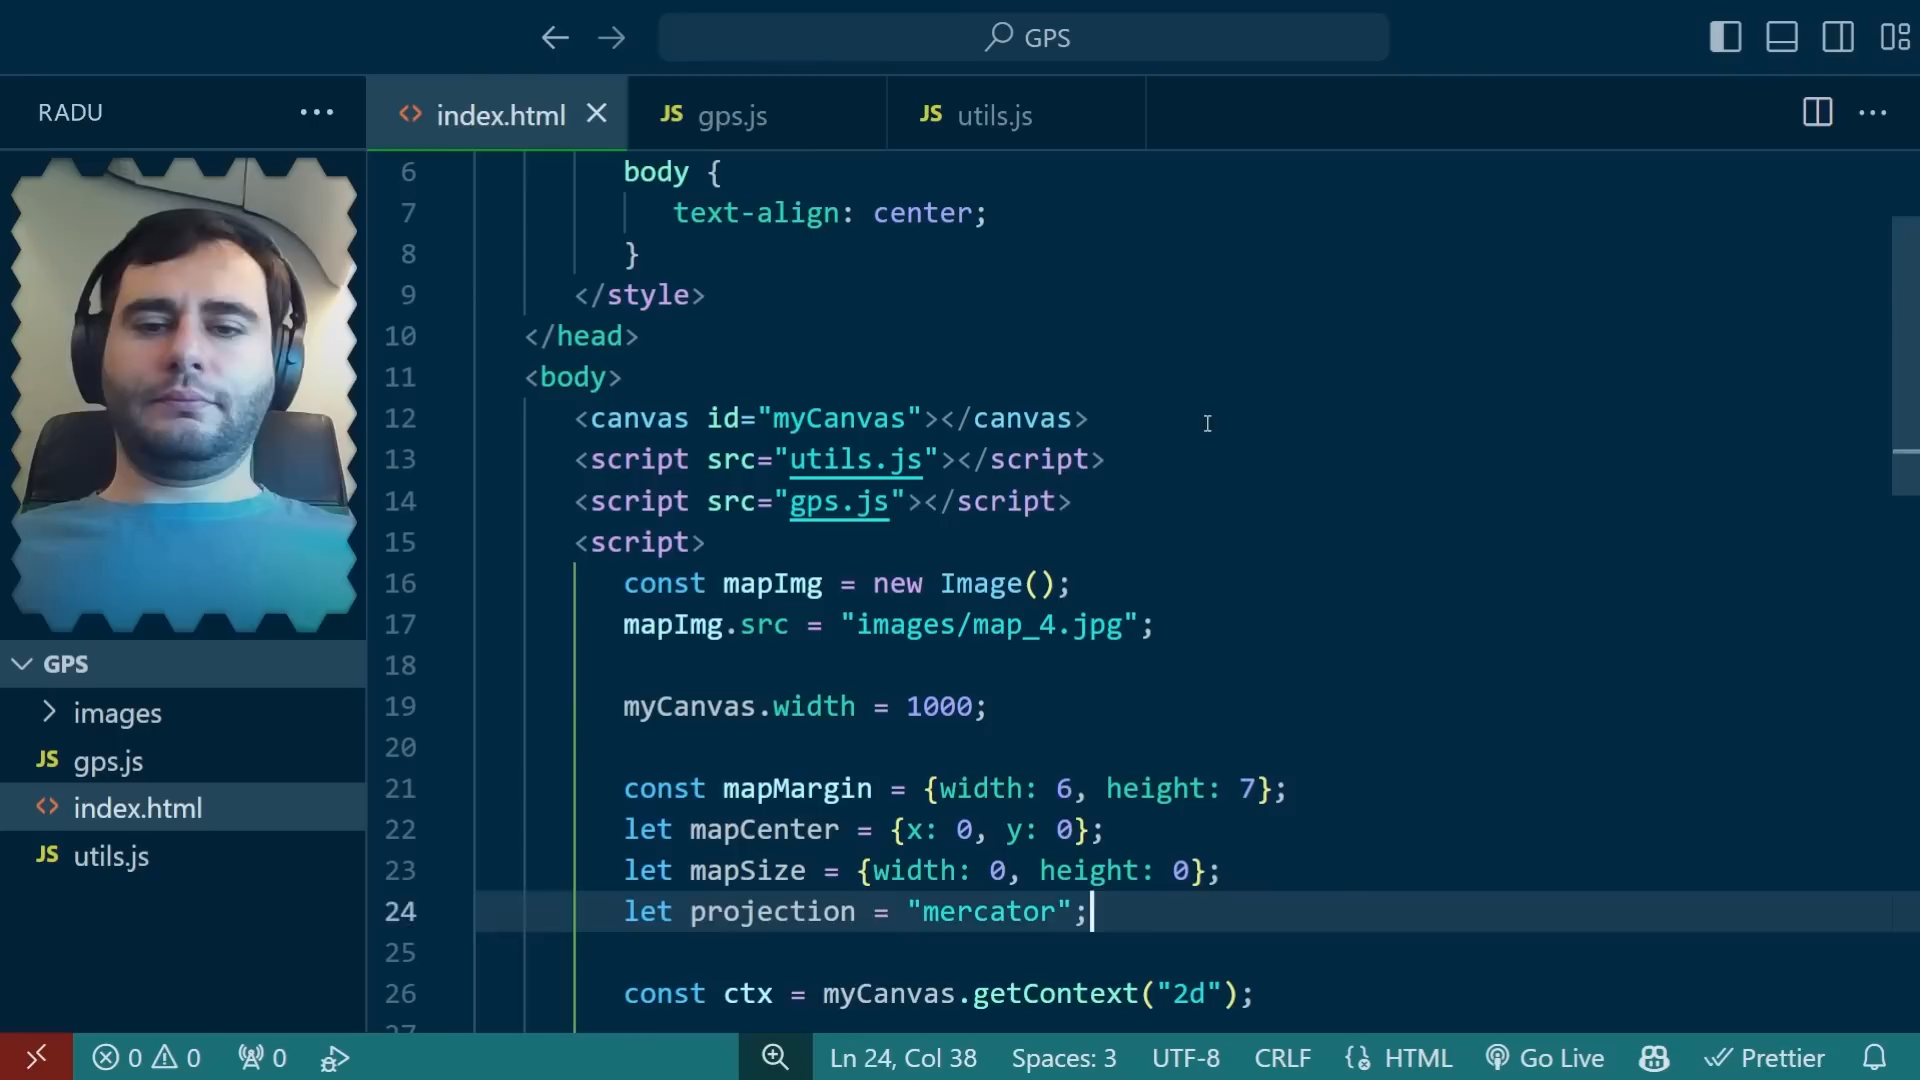 GPS
RADU
index.html
JS gps.js
JS utils.js
6 body {
7 text-align: center;
8 }
9 </style>
10 </head>
11 <body>
12 <canvas id="myCanvas"></canvas>
13 <script src="utils.js"></script>
14 <script src="gps.js"></script>
15 <script>
16 const mapImg = new Image();
17 mapImg.src = "images/map_4.jpg";
18
19 myCanvas.width = 1000;
20
21 const mapMargin = {width: 6, height: 7};
22 let mapCenter = {x: 0, y: 0};
23 let mapSize = {width: 0, height: 0};
24 let projection = "mercator";
25
26 const ctx = myCanvas.getContext("2d");
27
GPS
images
JS gps.js
index.html
JS utils.js
0 0 0 Ln 24, Col 38 Spaces: 3 UTF-8 CRLF HTML Go Live Prettier